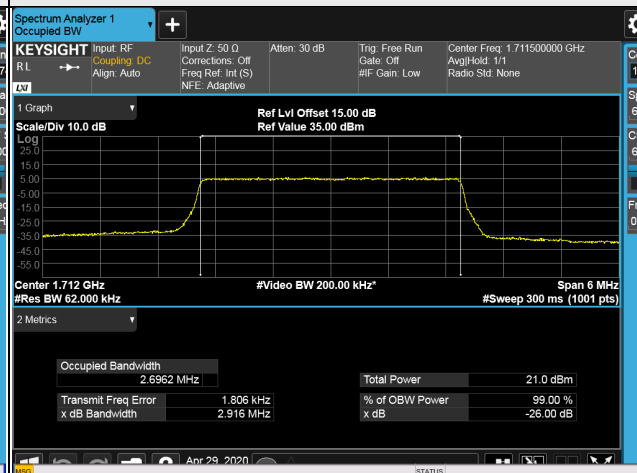 Spectrum Analyzer 1
Occupied BW
KEYSIGHT Input: RF Input Z: 50 Ω Atten: 30 dB Trig: Free Run Center Freq: 1.711500000 GHz
RL Coupling: DC Corrections: Off Gate: Off Avg|Hold: 1/1
Align: Auto Freq Ref: Int (S) #IF Gain: Low Radio Std: None
LXI NFE: Adaptive
1 Graph
Ref Lvl Offset 15.00 dB
Scale/Div 10.0 dB Ref Value 35.00 dBm
Log
25.0
15.0
5.00
-5.00
-15.0
-25.0
-35.0
-45.0
-55.0
Center 1.712 GHz #Video BW 200.00 kHz* Span 6 MHz
#Res BW 62.000 kHz #Sweep 300 ms (1001 pts)
2 Metrics
Occupied Bandwidth
2.6962 MHz Total Power 21.0 dBm
Transmit Freq Error 1.806 kHz % of OBW Power 99.00 %
x dB Bandwidth 2.916 MHz x dB -26.00 dB
Apr 29, 2020
MSG STATUS